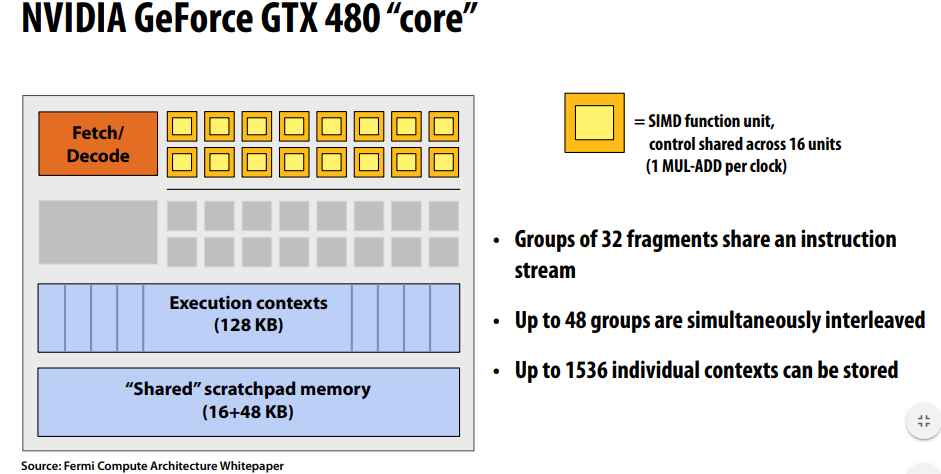 NVIDIA GeForce GTX 480 “core”
Fetch/
Decode
= SIMD function unit,
control shared across 16 units
(1 MUL-ADD per clock)
• Groups of 32 fragments share an instruction
stream
Execution contexts
(128 KB)
• Up to 48 groups are simultaneously interleaved
• Up to 1536 individual contexts can be stored
“Shared” scratchpad memory
(16+48 KB)
Source: Fermi Compute Architecture Whitepaper